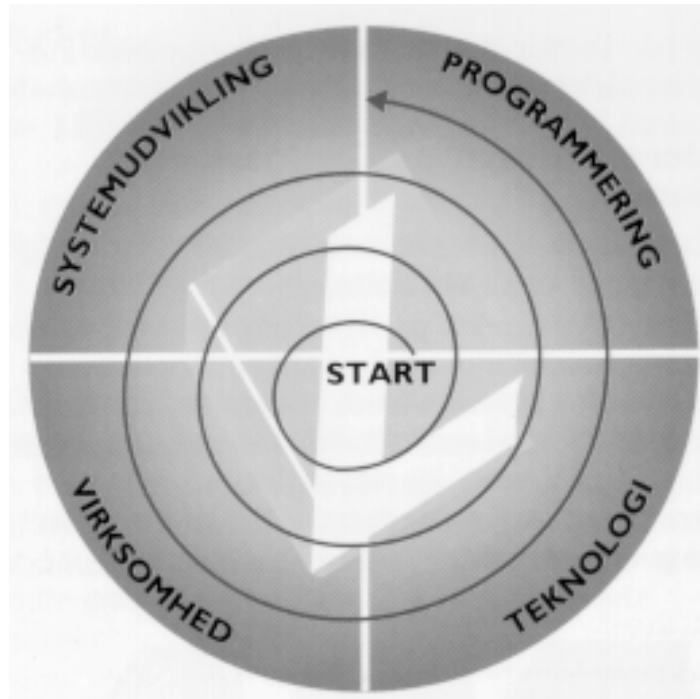 SYSTEMUDVIKLING
PROGRAMMERING
START
VIRKSOMHED
TEKNOLOGI